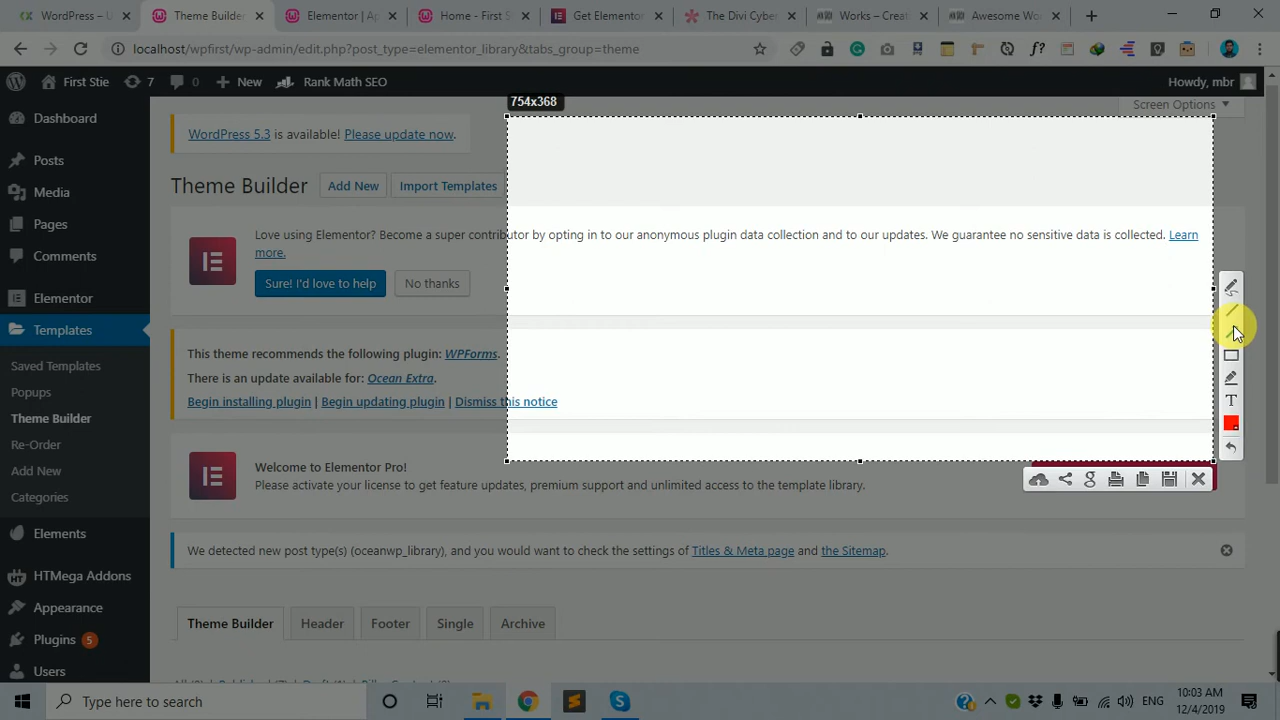 WordPress – U
Theme Builder
Elementor | Ap
Home - First S
Get Elementor
The Divi Cyber
Works – Creati
Awesome Wo
localhost/wpfirst/wp-admin/edit.php?post_type=elementor_library&tabs_group=theme
First Stie
7
0
New
Rank Math SEO
Howdy, mbr
754x368
Screen Options
Dashboard
Posts
Media
Pages
Comments
Elementor
Templates
Saved Templates
Popups
Theme Builder
Re-Order
Add New
Categories
Elements
HTMega Addons
Appearance
Plugins 5
Users
WordPress 5.3 is available! Please update now.
Theme Builder
Add New
Import Templates
Love using Elementor? Become a super contributor by opting in to our anonymous plugin data collection and to our updates. We guarantee no sensitive data is collected. Learn
more.
Sure! I'd love to help
No thanks
This theme recommends the following plugin: WPForms.
There is an update available for: Ocean Extra.
Begin installing plugin | Begin updating plugin | Dismiss this notice
Welcome to Elementor Pro!
Please activate your license to get feature updates, premium support and unlimited access to the template library.
We detected new post type(s) (oceanwp_library), and you would want to check the settings of Titles & Meta page and the Sitemap.
Theme Builder
Header
Footer
Single
Archive
Type here to search
ENG
10:03 AM
12/4/2019